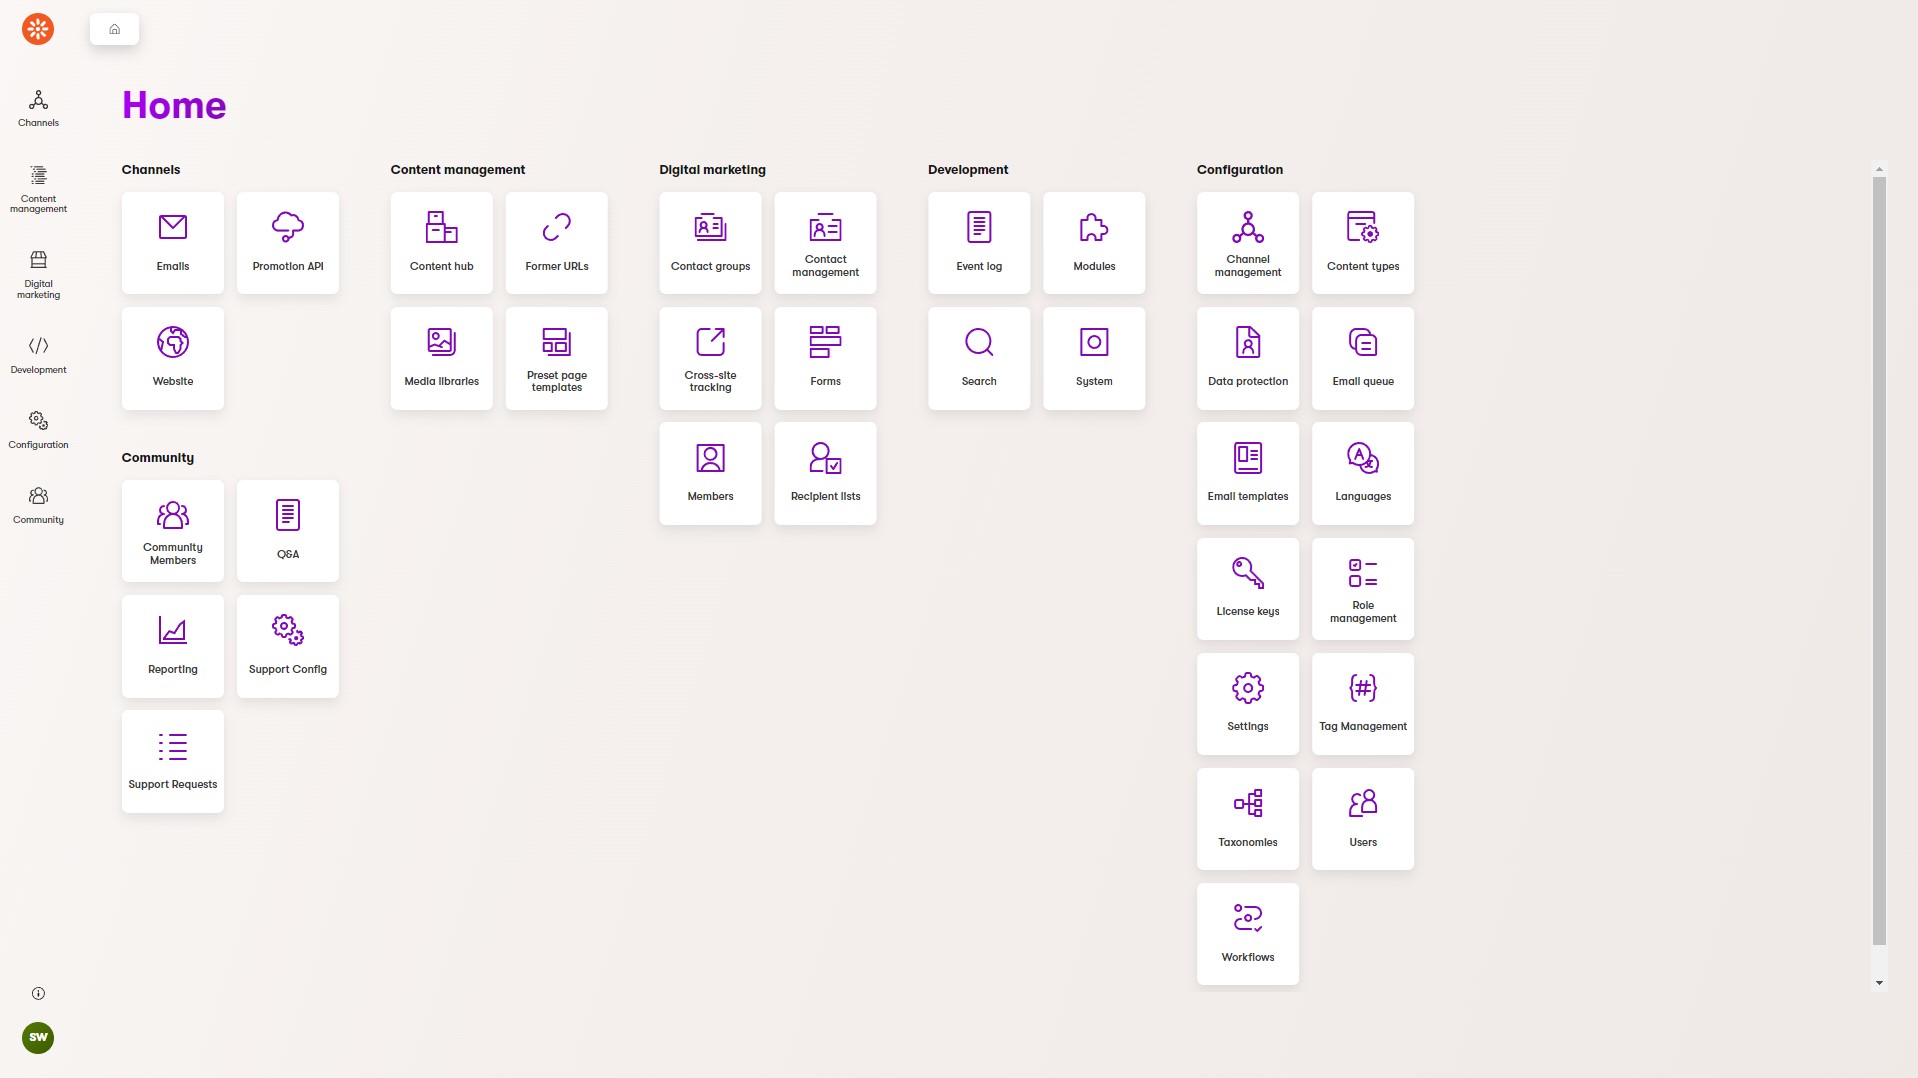 Home
Channels
Content
management
Digital
marketing
Development
Configuration
Community
SW
Channels
Emails
Promotion API
Website
Community
Community
Members
Q&A
Reporting
Support Config
Support Requests
Content management
Content hub
Former URLs
Media libraries
Preset page
templates
Digital marketing
Contact groups
Contact
management
Cross-site
tracking
Forms
Members
Recipient lists
Development
Event log
Modules
Search
System
Configuration
Channel
management
Content types
Data protection
Email queue
Email templates
Languages
License keys
Role
management
Settings
Tag Management
Taxonomies
Users
Workflows